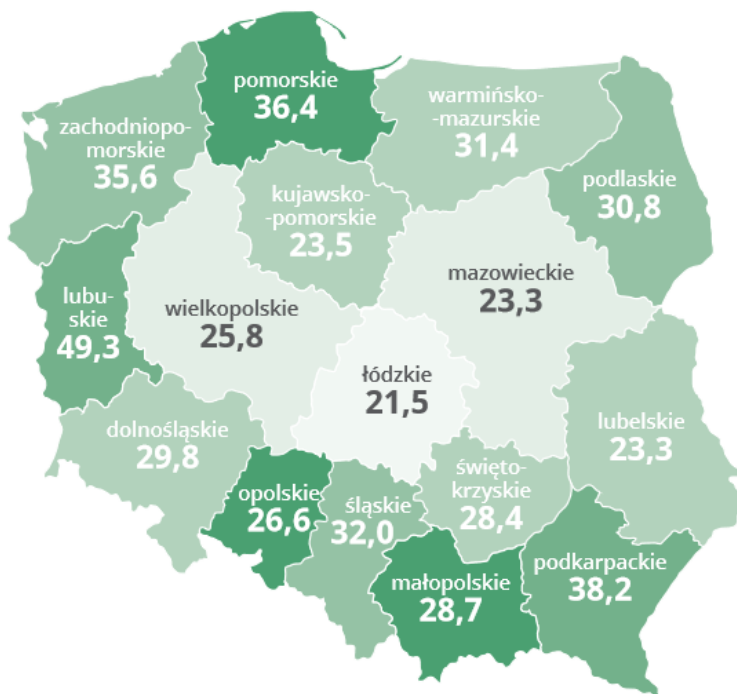 pomorskie
36,4
warmińsko-
-mazurskie
31,4
zachodniopo-
morskie
35,6
podlaskie
30,8
kujawsko-
-pomorskie
23,5
mazowieckie
23,3
lubu-
skie
49,3
wielkopolskie
25,8
łódzkie
21,5
lubelskie
23,3
dolnośląskie
29,8
święto-
krzyskie
28,4
opolskie
26,6
śląskie
32,0
małopolskie
28,7
podkarpackie
38,2